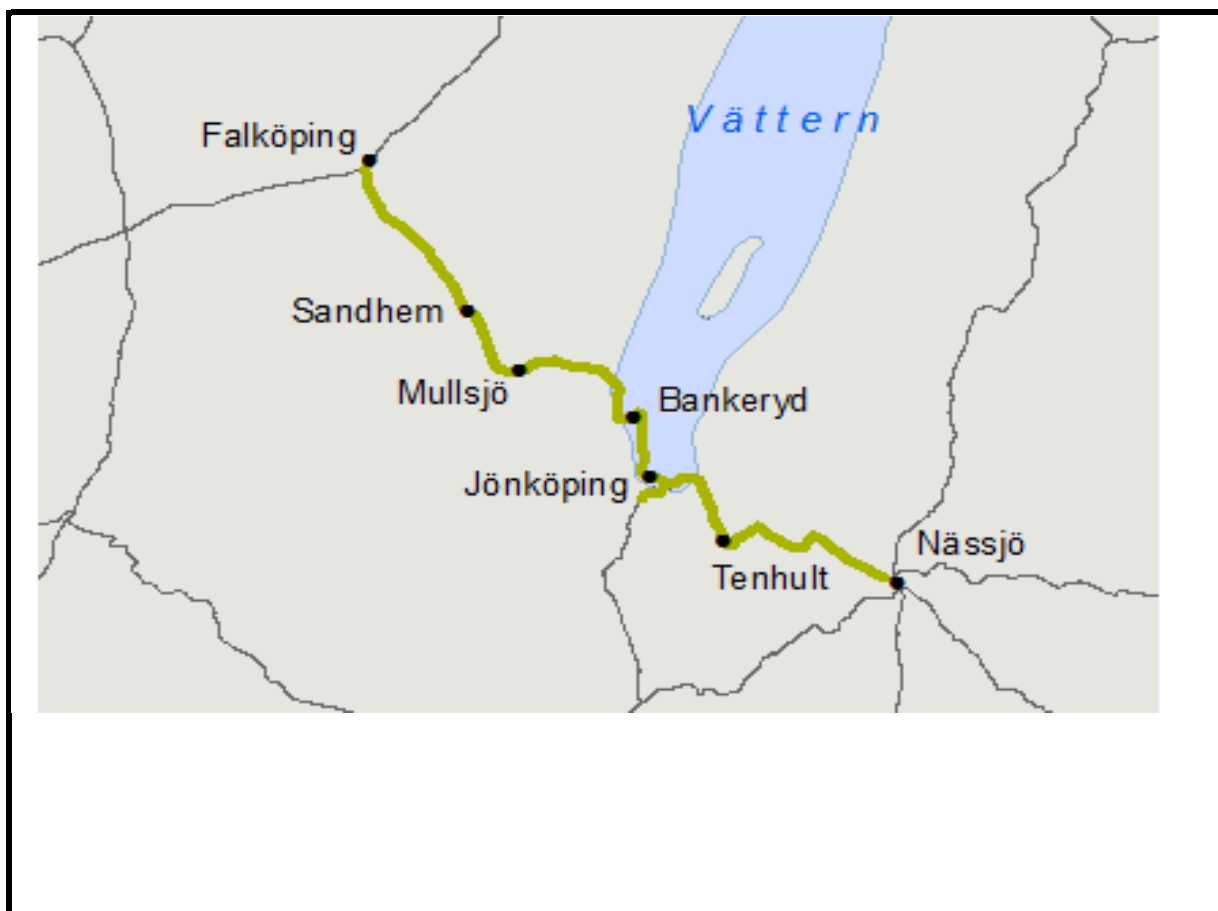 Vättern
Falköping
Sandhem
Mullsjö
Bankeryd
Jönköping
Nässjö
Tenhult